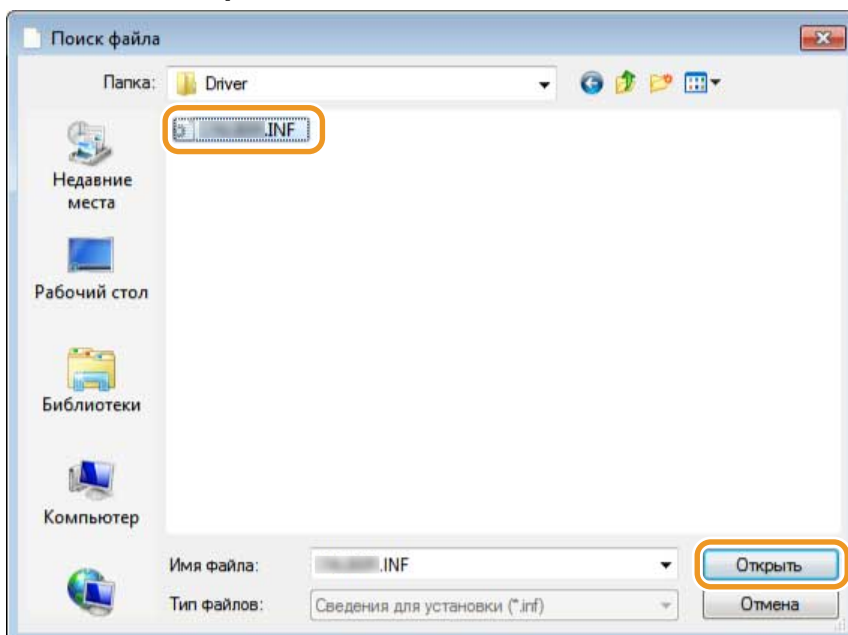 Поиск файла
Папка:
Driver
.INF
Недавние
места
Рабочий стол
Библиотеки
Компьютер
Имя файла:
.INF
Открыть
Тип файлов:
Сведения для установки (*.inf)
Отмена